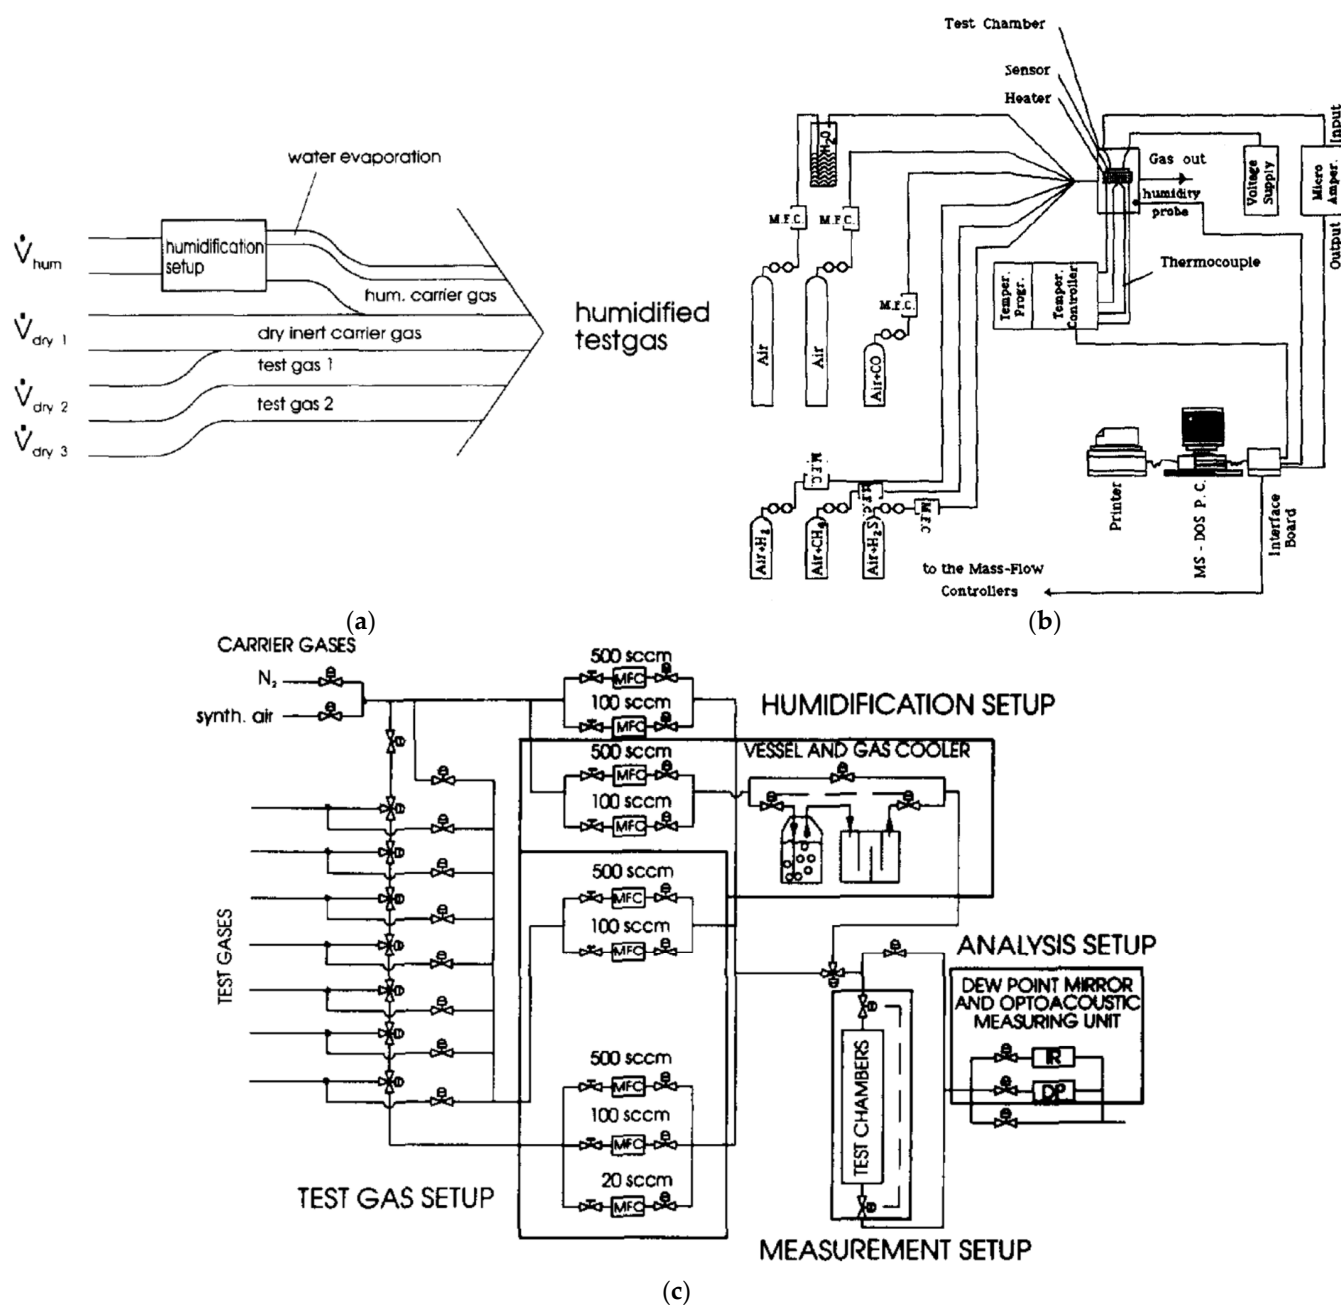 water evaporation
V̇hum
humidification
setup
hum. carrier gas
V̇dry 1
dry inert carrier gas
test gas 1
V̇dry 2
test gas 2
V̇dry 3
humidified
testgas
(a)
Test Chamber
Sensor
Heater
H₂O
Input
Gas out
humidity
probe
Voltage
Supply
Micro
Amper.
Output
M.F.C.
M.F.C.
Thermocouple
Temper.
Progr.
Temper.
Controller
M.F.C.
Air
Air
Air+CO
M.F.C.
M.F.C.
M.F.C
Air+H₂
Air+CH₄
Air+H₂S
Printer
MS - DOS P.C.
Interface
Board
to the Mass-Flow
Controllers
(b)
CARRIER GASES
N₂
synth. air
500 sccm
MFC
100 sccm
MFC
HUMIDIFICATION SETUP
VESSEL AND GAS COOLER
500 sccm
MFC
100 sccm
MFC
500 sccm
MFC
100 sccm
MFC
TEST GASES
ANALYSIS SETUP
DEW POINT MIRROR
AND OPTOACOUSTIC
MEASURING UNIT
IR
DP
TEST CHAMBERS
500 sccm
MFC
100 sccm
MFC
20 sccm
MFC
TEST GAS SETUP
MEASUREMENT SETUP
(c)